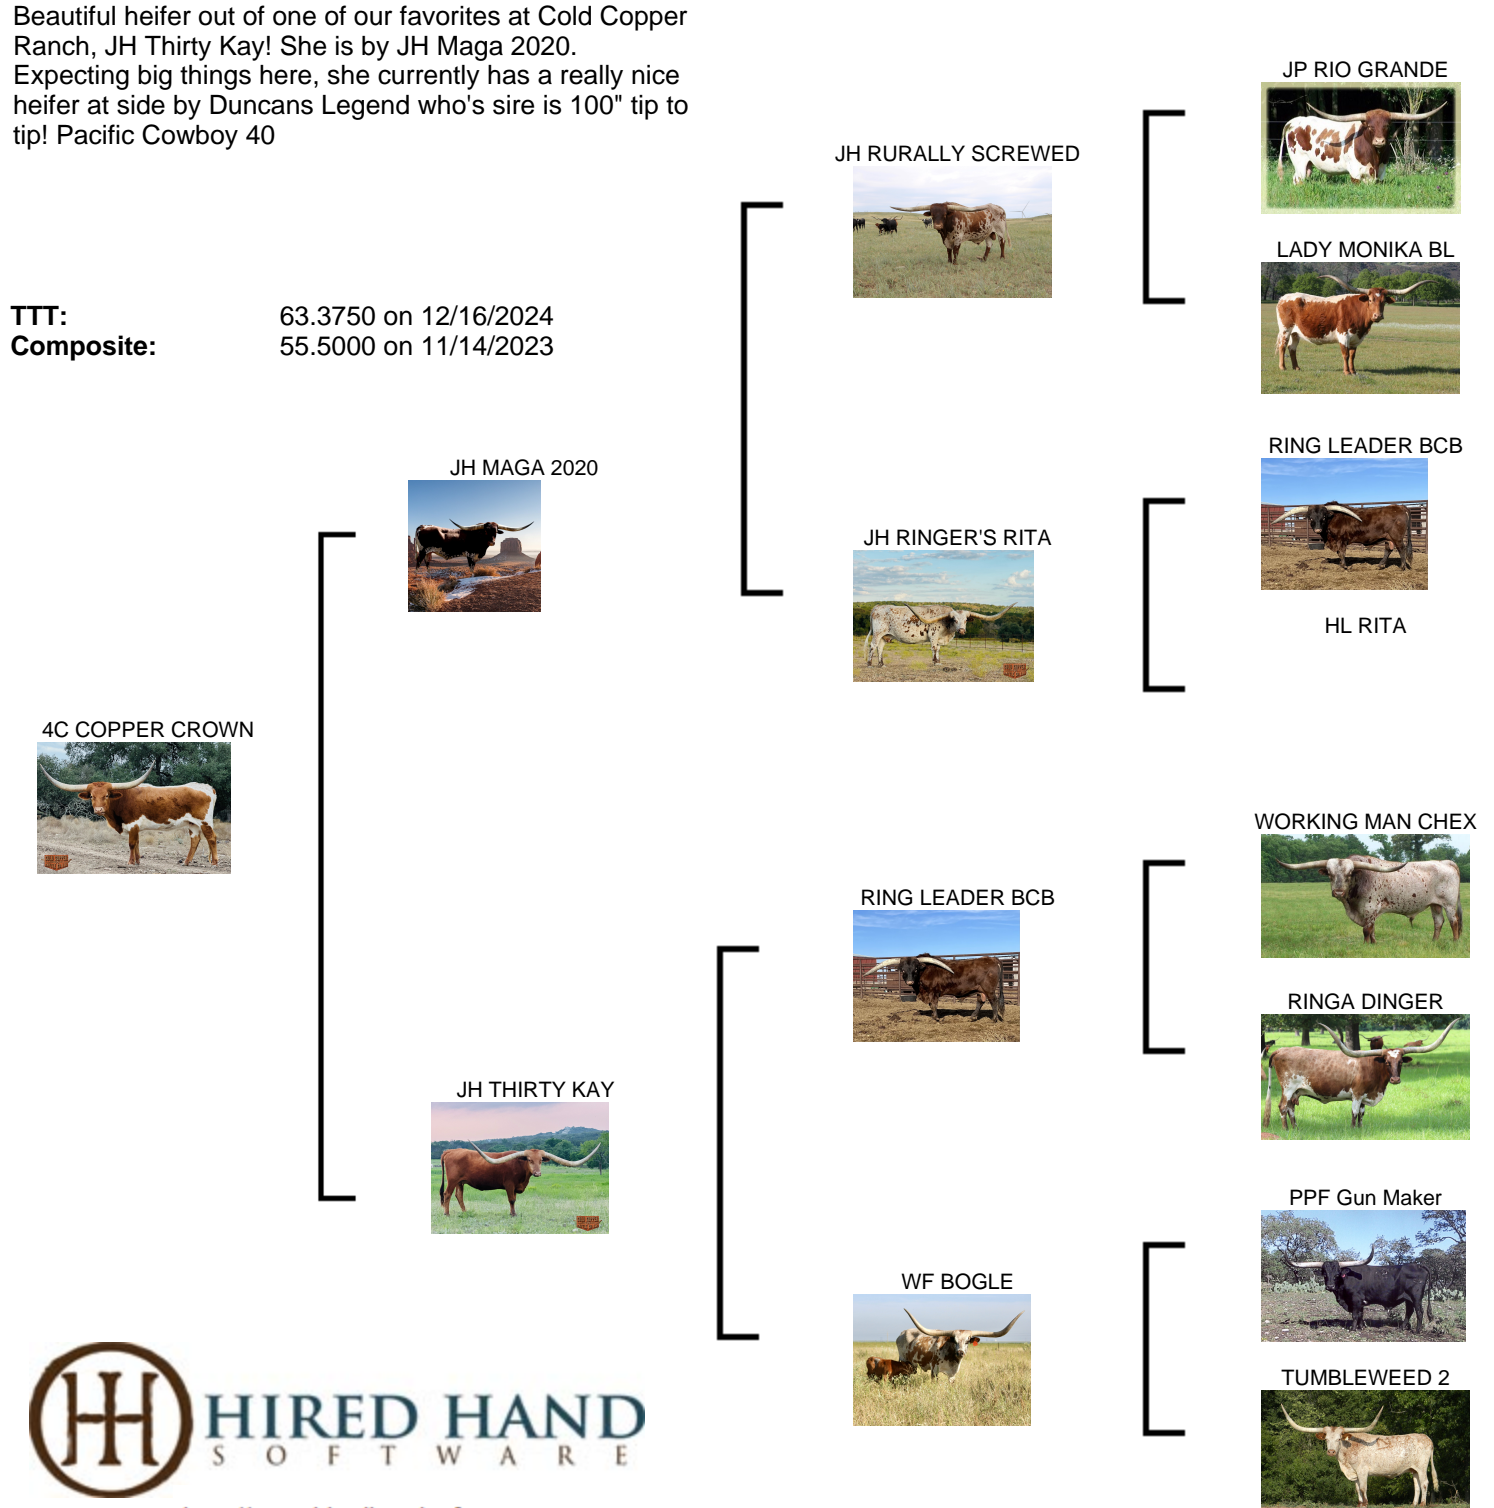 Beautiful heifer out of one of our favorites at Cold Copper
Ranch, JH Thirty Kay! She is by JH Maga 2020.
Expecting big things here, she currently has a really nice
heifer at side by Duncans Legend who's sire is 100" tip to
tip! Pacific Cowboy 40
TTT: 63.3750 on 12/16/2024
Composite: 55.5000 on 11/14/2023
4C COPPER CROWN
JH MAGA 2020
JH THIRTY KAY
JH RURALLY SCREWED
JH RINGER'S RITA
RING LEADER BCB
WF BOGLE
JP RIO GRANDE
LADY MONIKA BL
RING LEADER BCB
HL RITA
WORKING MAN CHEX
RINGA DINGER
PPF Gun Maker
TUMBLEWEED 2
HIRED HAND
SOFTWARE